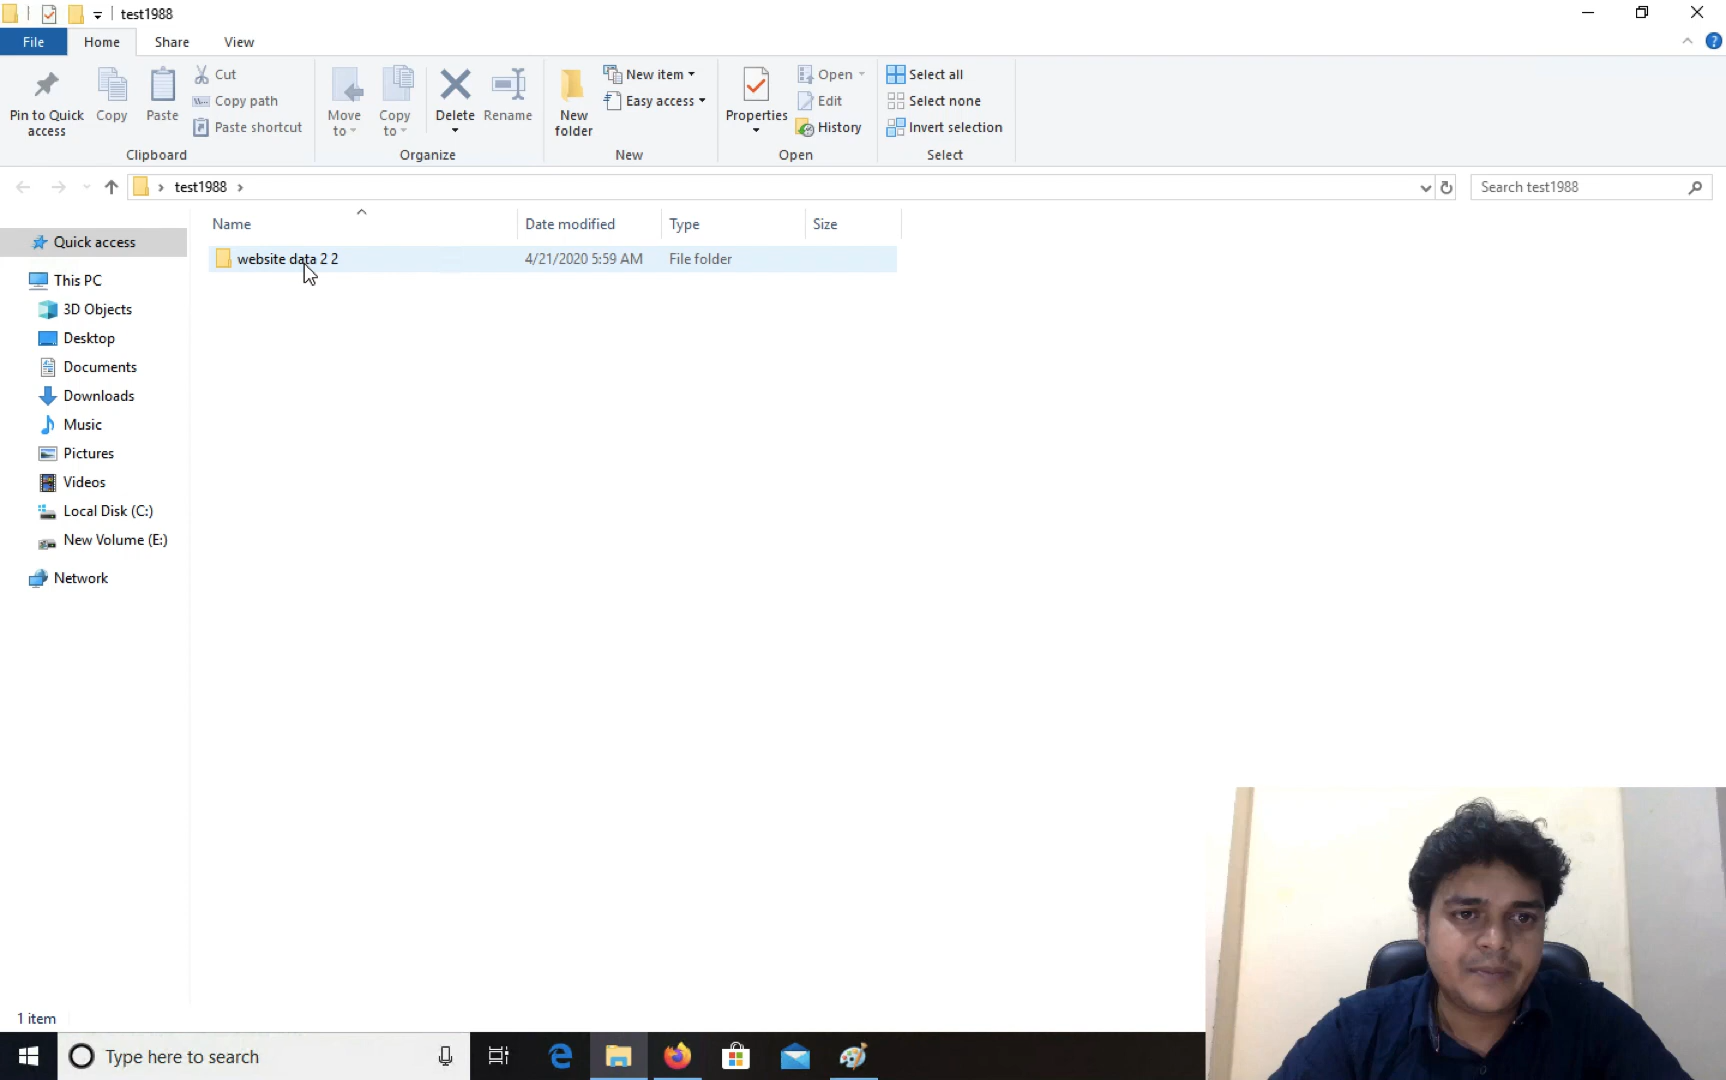 test1988
File Home Share View
Pin to Quick access
Copy
Paste
Cut
Copy path
Paste shortcut
Clipboard
Move to
Copy to
Delete
Rename
Organize
New folder
New item
Easy access
New
Properties
Open
Edit
History
Open
Select all
Select none
Invert selection
Select
test1988
Search test1988
Name Date modified Type Size
website data 2 2 4/21/2020 5:59 AM File folder
Quick access
This PC
3D Objects
Desktop
Documents
Downloads
Music
Pictures
Videos
Local Disk (C:)
New Volume (E:)
Network
1 item
Type here to search